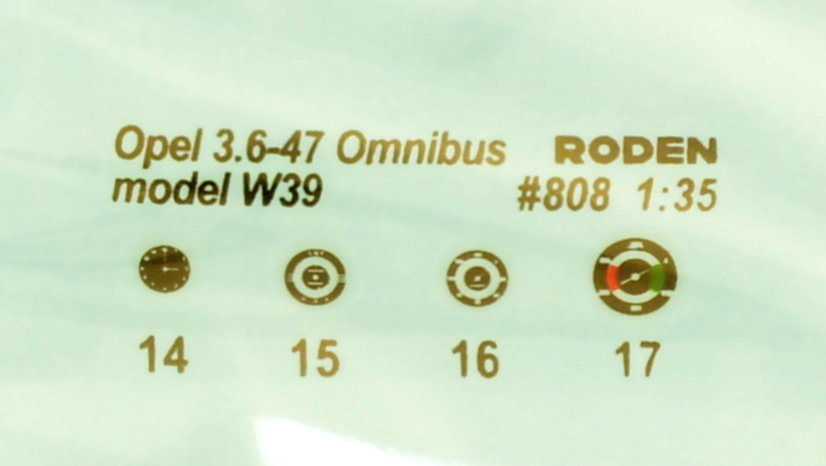 Opel 3.6-47 Omnibus RODEN
model W39 #808 1:35
14 15 16 17